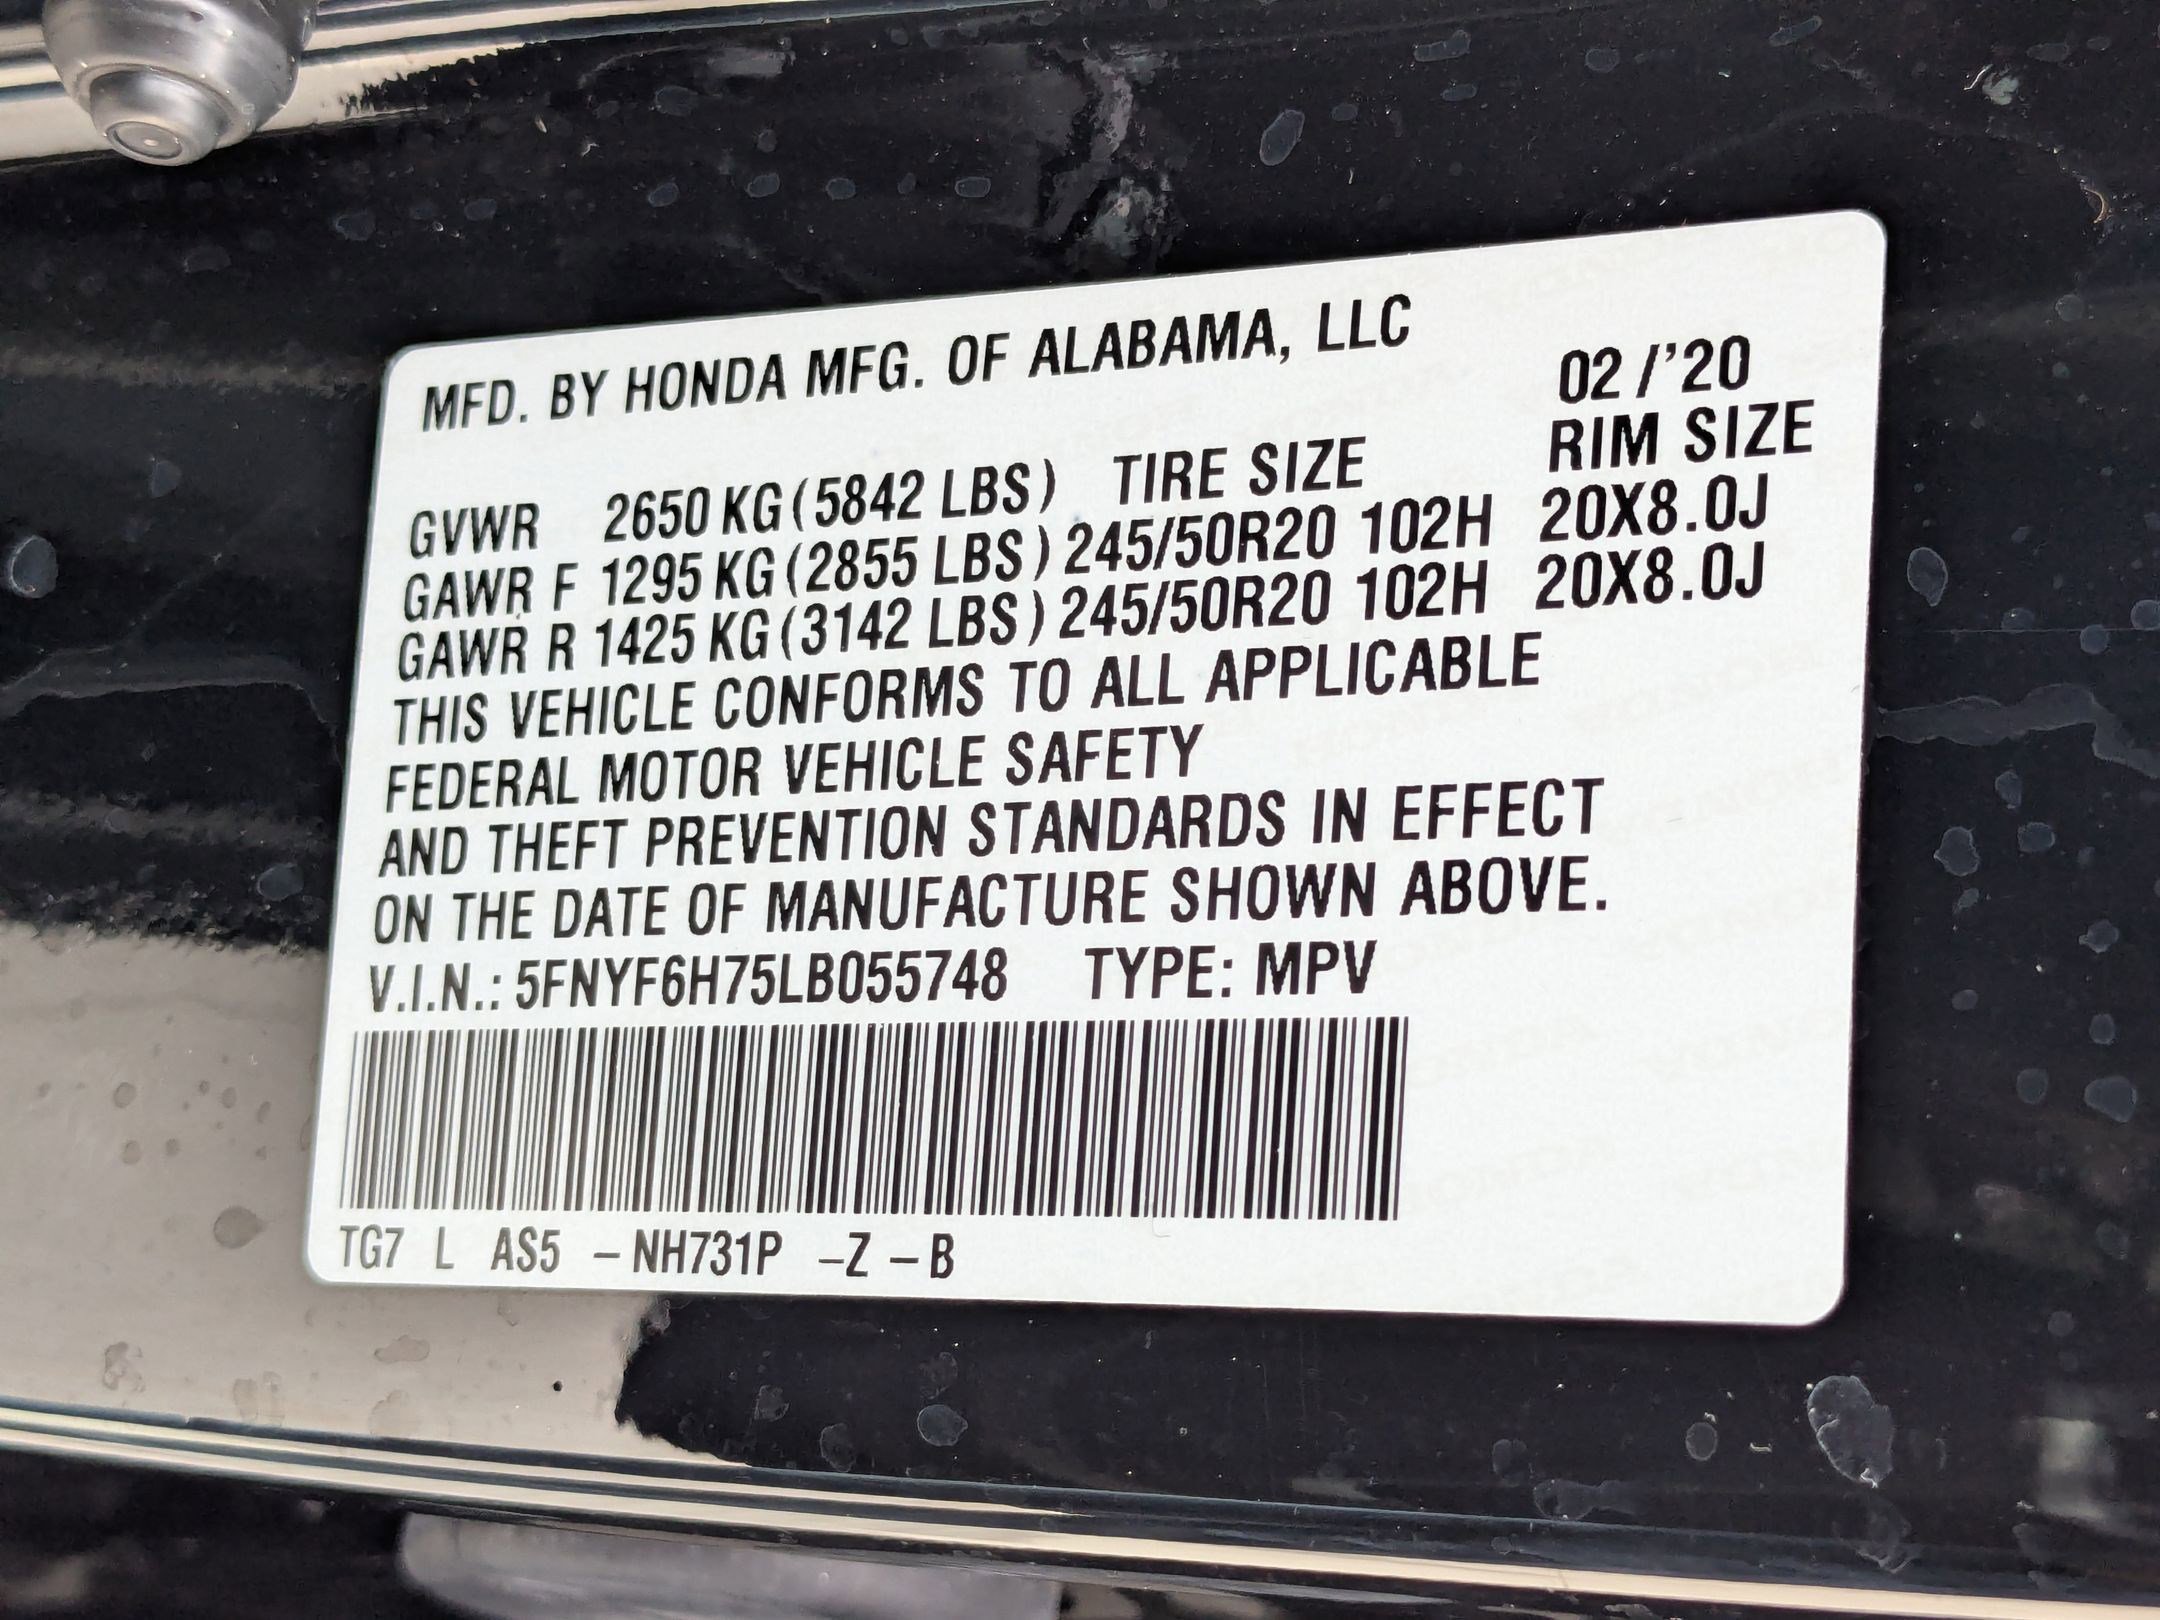 MFD. BY HONDA MFG. OF ALABAMA, LLC
02 /'20
GVWR 2650 KG (5842 LBS) TIRE SIZE RIM SIZE
GAWR F 1295 KG (2855 LBS) 245/50R20 102H 20X8.0J
GAWR R 1425 KG (3142 LBS) 245/50R20 102H 20X8.0J
THIS VEHICLE CONFORMS TO ALL APPLICABLE
FEDERAL MOTOR VEHICLE SAFETY
AND THEFT PREVENTION STANDARDS IN EFFECT
ON THE DATE OF MANUFACTURE SHOWN ABOVE.
V.I.N.: 5FNYF6H75LB055748 TYPE: MPV
TG7 L AS5 – NH731P –Z – B